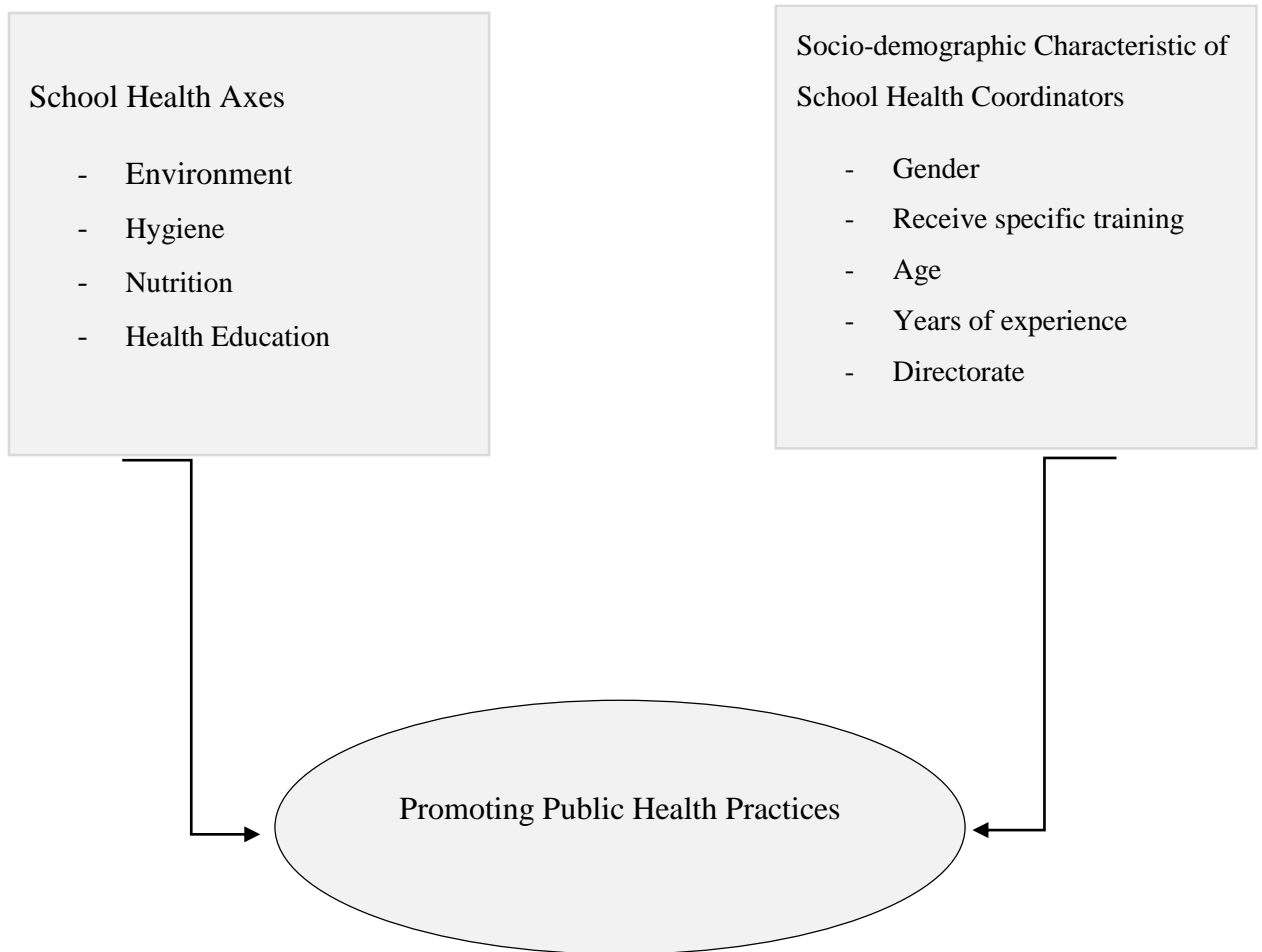 School Health Axes
- Environment
- Hygiene
- Nutrition
- Health Education
Socio-demographic Characteristic of
School Health Coordinators
- Gender
- Receive specific training
- Age
- Years of experience
- Directorate
Promoting Public Health Practices